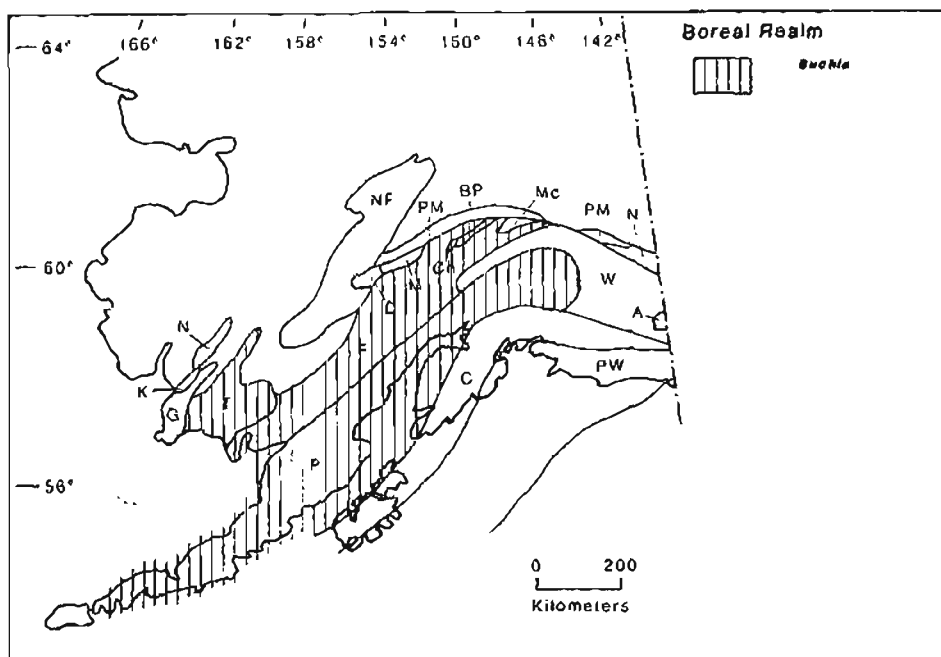 166° 162° 158° 154° 150° 146° 142°
64°
Boreal Realm
Buchia
NF
PM
BP
Mc
PM
N
60°
Ch
W
A
N
K
G
C
PW
P
56°
0 200
Kilometers